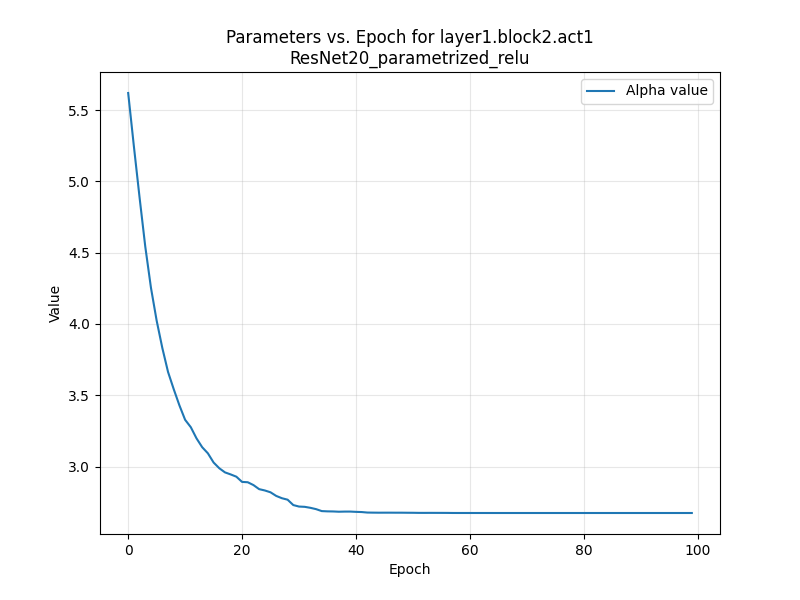 Parameters vs. Epoch for layer1.block2.act1
ResNet20_parametrized_relu
Alpha value
5.5
5.0
4.5
4.0
3.5
3.0
Value
0
20
40
60
80
100
Epoch